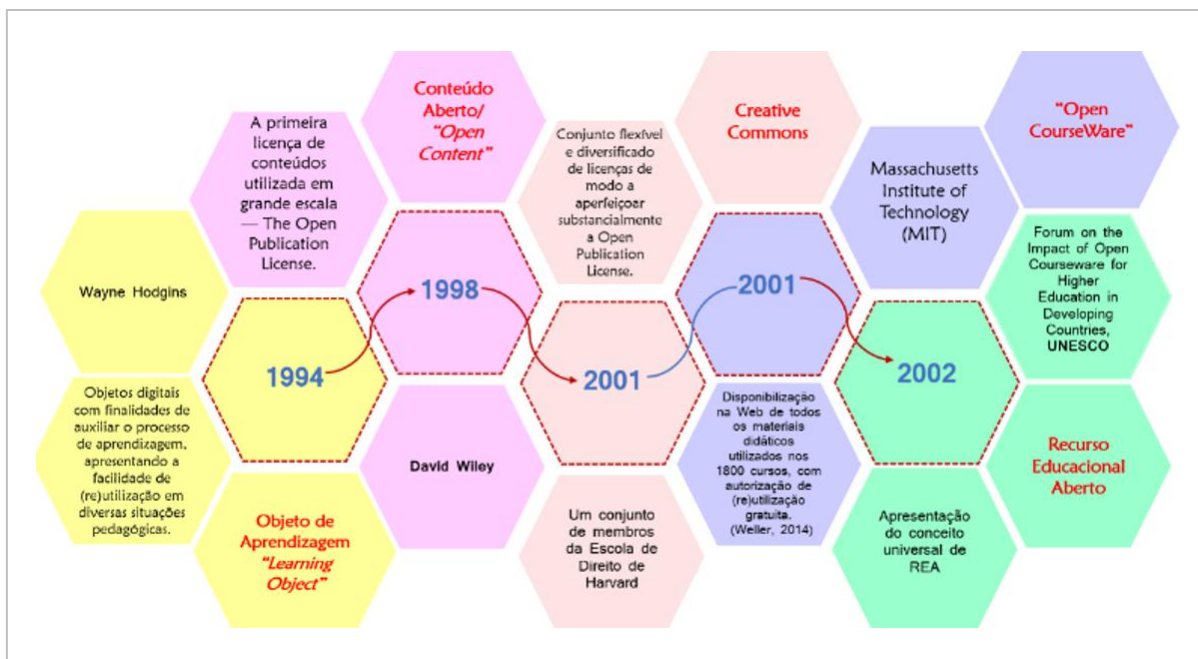 Wayne Hodgins
1994
Objetos digitais
com finalidades de
auxiliar o processo
de aprendizagem,
apresentando a
facilidade de
(re)utilização em
diversas situações
pedagógicas.
Objeto de
Aprendizagem
“Learning
Object”
A primeira
licença de
conteúdos
utilizada em
grande escala
— The Open
Publication
License.
Conteúdo
Aberto/
“Open
Content”
1998
David Wiley
Conjunto flexível
e diversificado
de licenças de
modo a
aperfeiçoar
substancialmente
a Open
Publication
License.
Creative
Commons
2001
Um conjunto
de membros
da Escola de
Direito de
Harvard
2001
Massachusetts
Institute of
Technology
(MIT)
“Open
CourseWare”
Disponibilização
na Web de todos
os materiais
didáticos
utilizados nos
1800 cursos, com
autorização de
(re)utilização
gratuita.
(Weller, 2014)
2002
Forum on the
Impact of Open
Courseware for
Higher
Education in
Developing
Countries,
UNESCO
Apresentação
do conceito
universal de
REA
Recurso
Educacional
Aberto